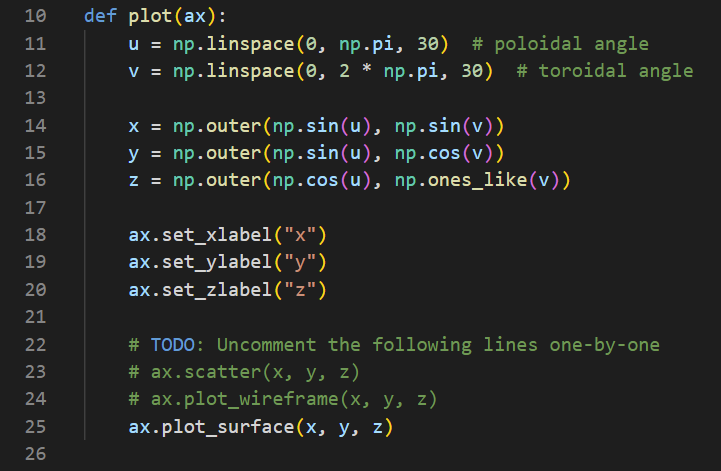 10 def plot(ax):
11     u = np.linspace(0, np.pi, 30)  # poloidal angle
12     v = np.linspace(0, 2 * np.pi, 30)  # toroidal angle
13
14     x = np.outer(np.sin(u), np.sin(v))
15     y = np.outer(np.sin(u), np.cos(v))
16     z = np.outer(np.cos(u), np.ones_like(v))
17
18     ax.set_xlabel("x")
19     ax.set_ylabel("y")
20     ax.set_zlabel("z")
21
22     # TODO: Uncomment the following lines one-by-one
23     # ax.scatter(x, y, z)
24     # ax.plot_wireframe(x, y, z)
25     ax.plot_surface(x, y, z)
26